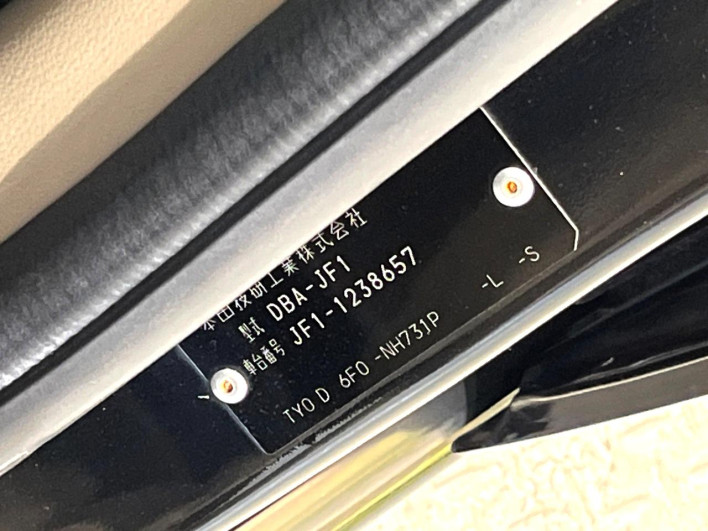 本田技研工業株式会社
型式 DBA-JF1
車台番号 JF1-1238657
TYO D 6F0 -NH731P -L -S